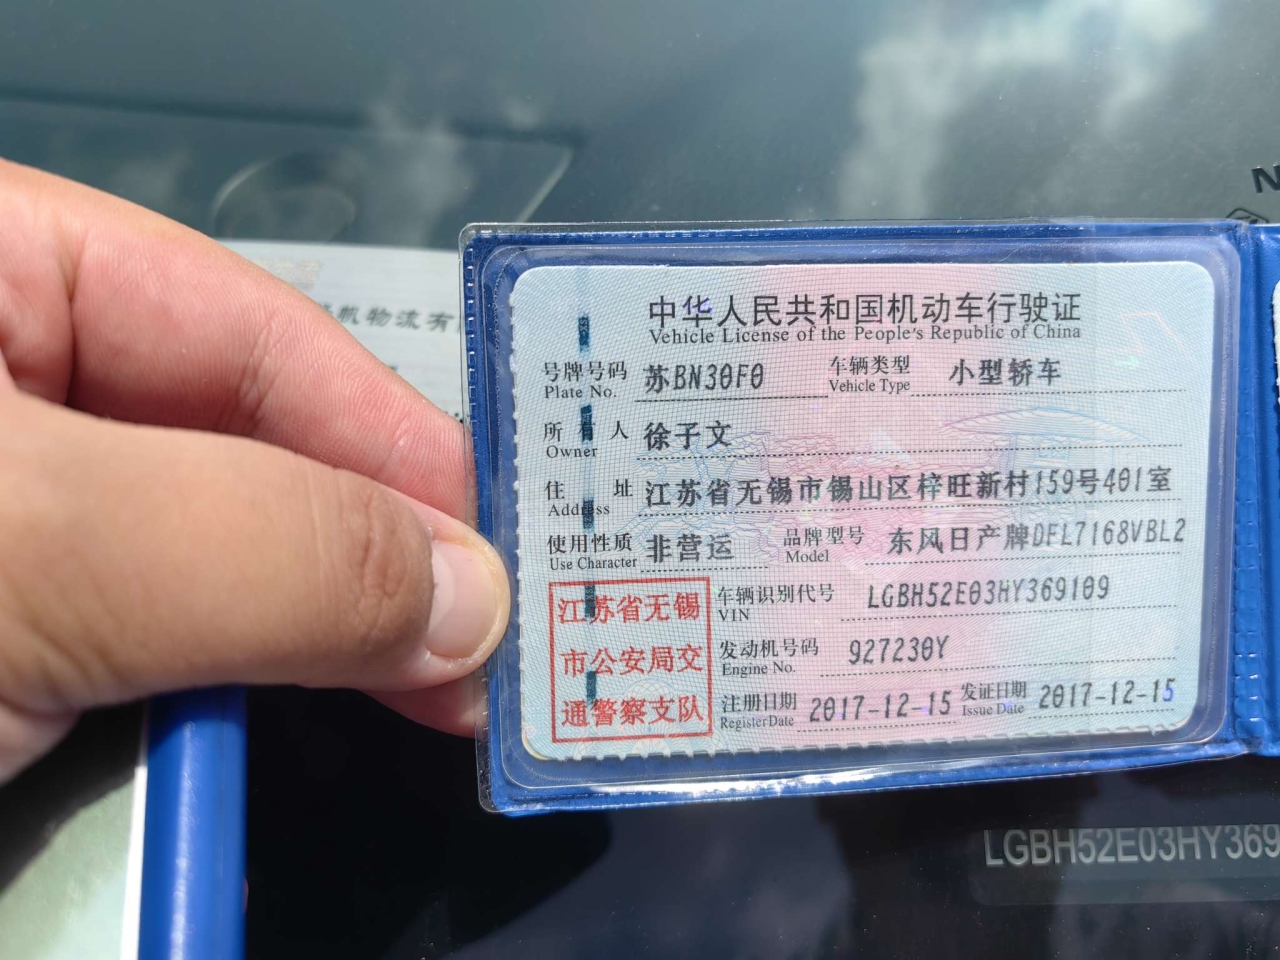 N
帆物流有
中华人民共和国机动车行驶证
Vehicle License of the People's Republic of China
号牌号码 苏BN30F0 车辆类型 小型轿车
Plate No. Vehicle Type
所有人 徐子文
Owner
住址 江苏省无锡市锡山区梓旺新村159号401室
Address
使用性质 非营运 品牌型号 东风日产牌DFL7168VBL2
Use Character Model
江苏省无锡
市公安局交
通警察支队
车辆识别代号 LGBH52E03HY369109
VIN
发动机号码 927230Y
Engine No.
注册日期 2017-12-15 发证日期 2017-12-15
Register Date Issue Date
LGBH52E03HY369